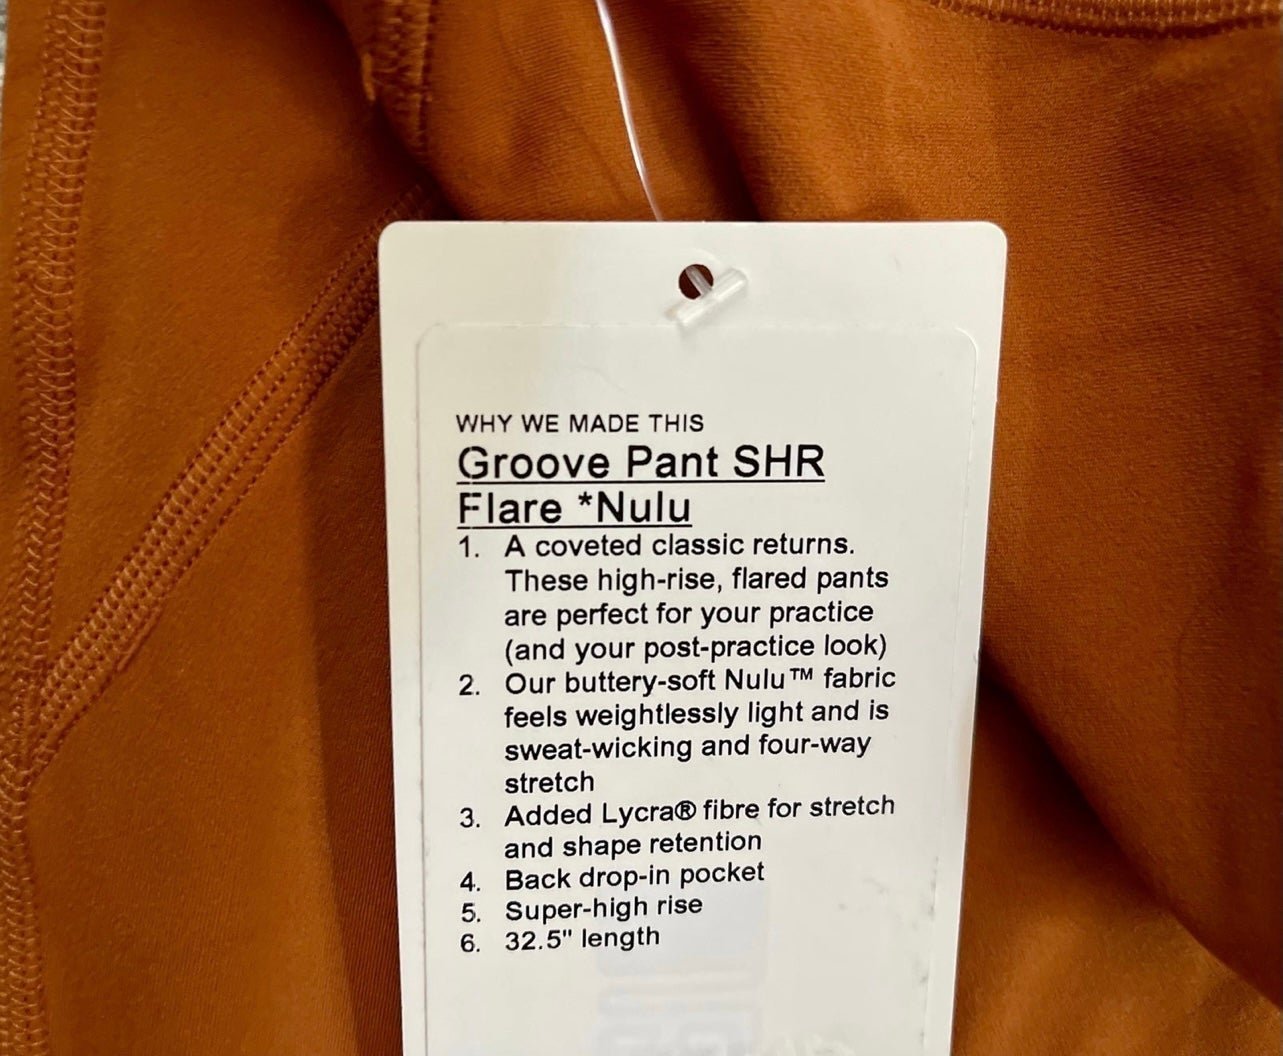 WHY WE MADE THIS
Groove Pant SHR
Flare *Nulu
1. A coveted classic returns.
These high-rise, flared pants
are perfect for your practice
(and your post-practice look)
2. Our buttery-soft Nulu™ fabric
feels weightlessly light and is
sweat-wicking and four-way
stretch
3. Added Lycra® fibre for stretch
and shape retention
4. Back drop-in pocket
5. Super-high rise
6. 32.5" length